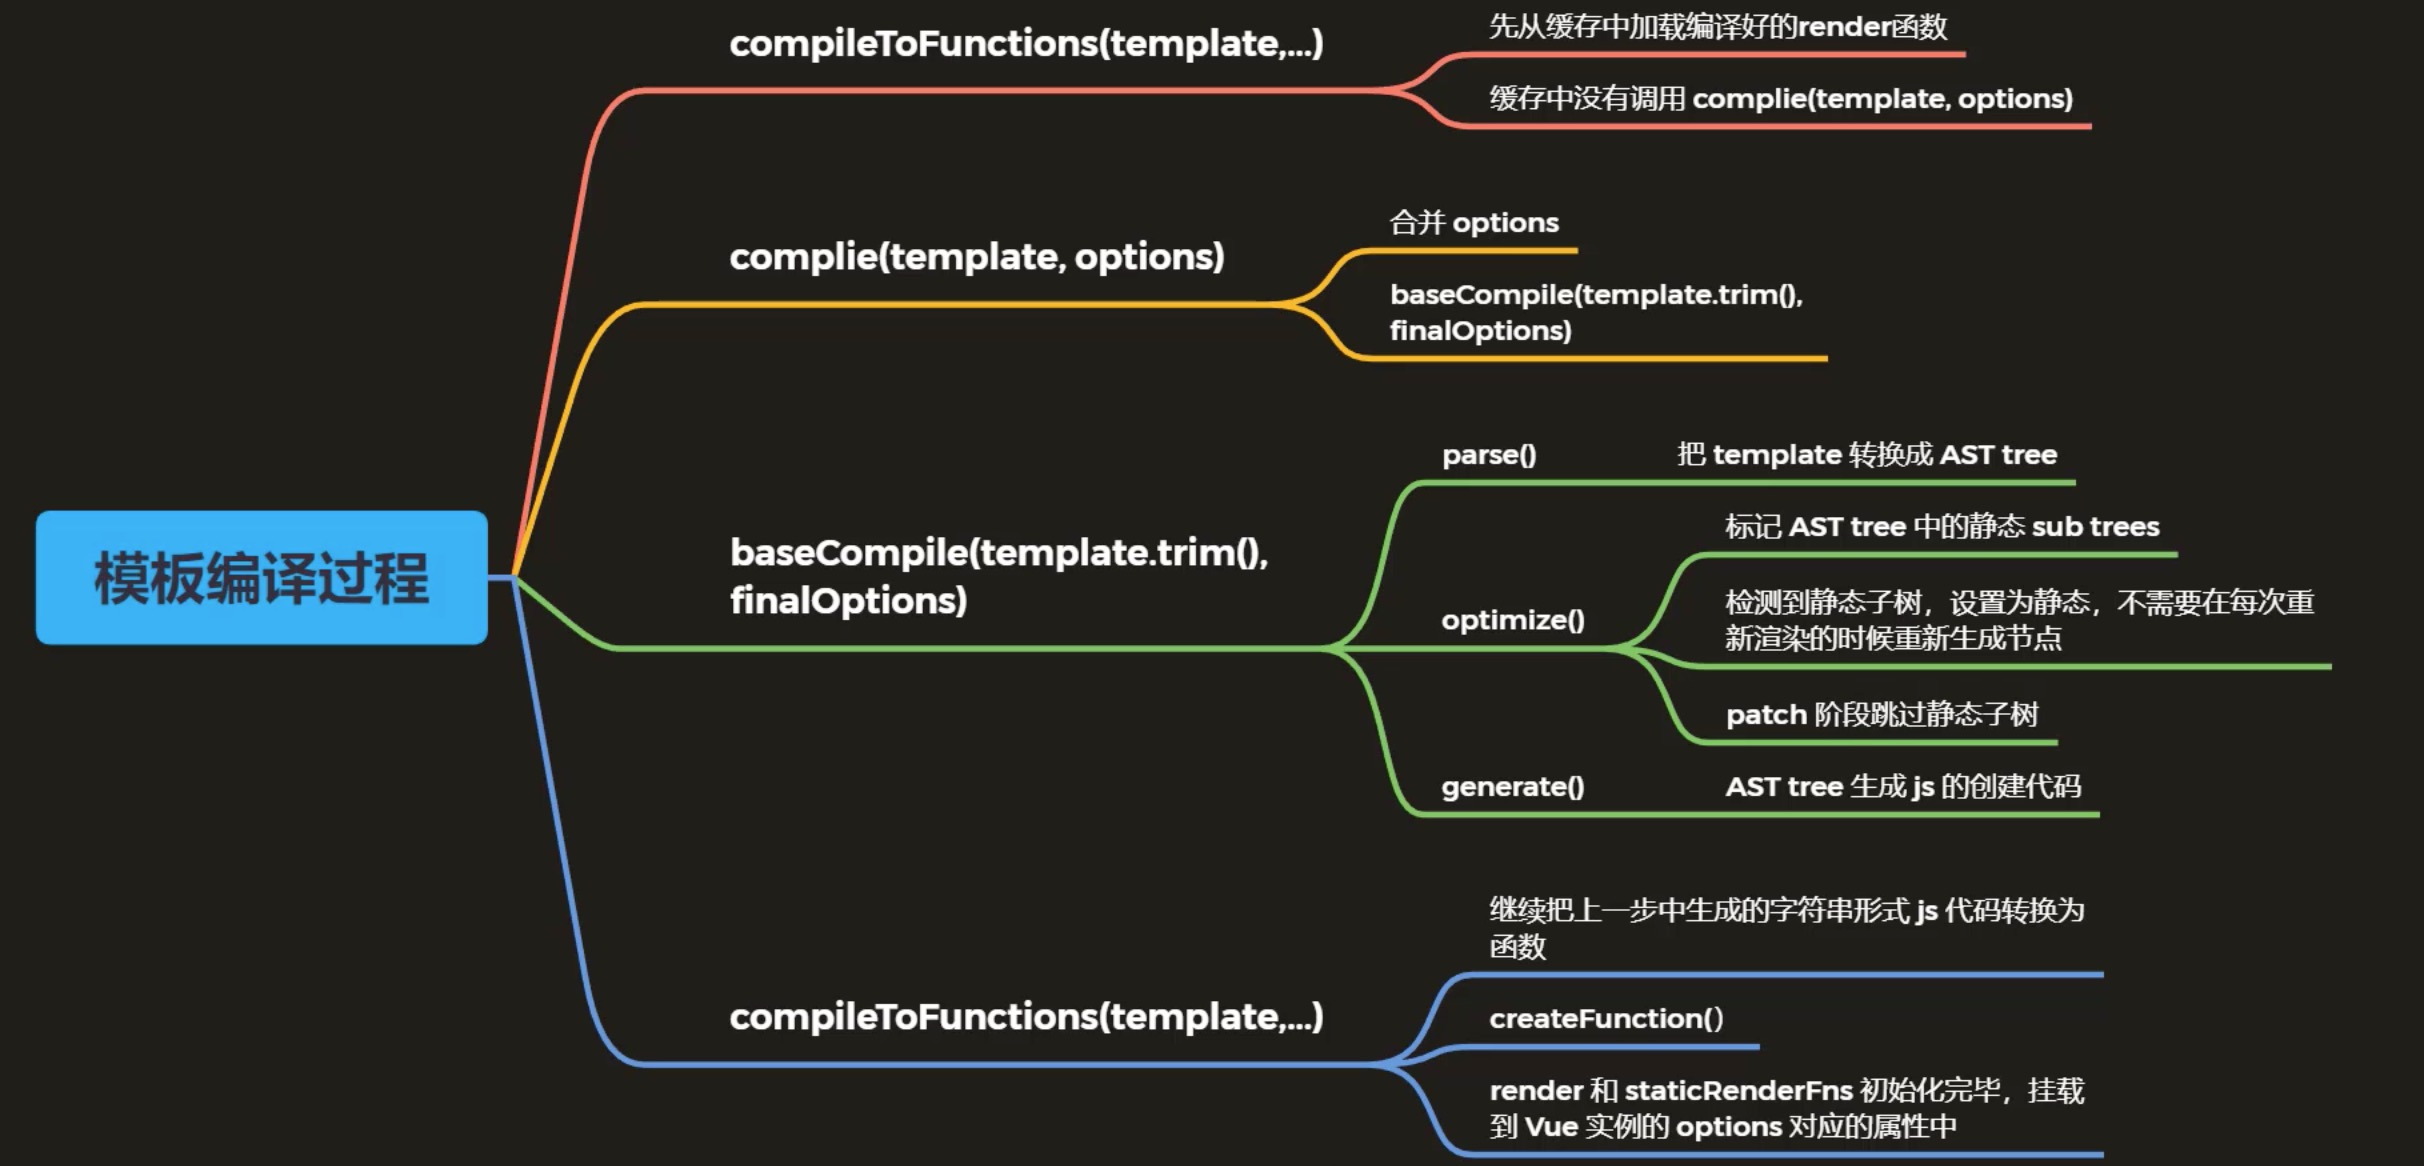 模板编译过程
compileToFunctions(template,...)
先从缓存中加载编译好的render函数
缓存中没有调用 complie(template, options)
complie(template, options)
合并 options
baseCompile(template.trim(),
finalOptions)
baseCompile(template.trim(),
finalOptions)
parse()
把 template 转换成 AST tree
optimize()
标记 AST tree 中的静态 sub trees
检测到静态子树，设置为静态，不需要在每次重
新渲染的时候重新生成节点
patch 阶段跳过静态子树
generate()
AST tree 生成 js 的创建代码
compileToFunctions(template,...)
继续把上一步中生成的字符串形式 js 代码转换为
函数
createFunction()
render 和 staticRenderFns 初始化完毕，挂载
到 Vue 实例的 options 对应的属性中